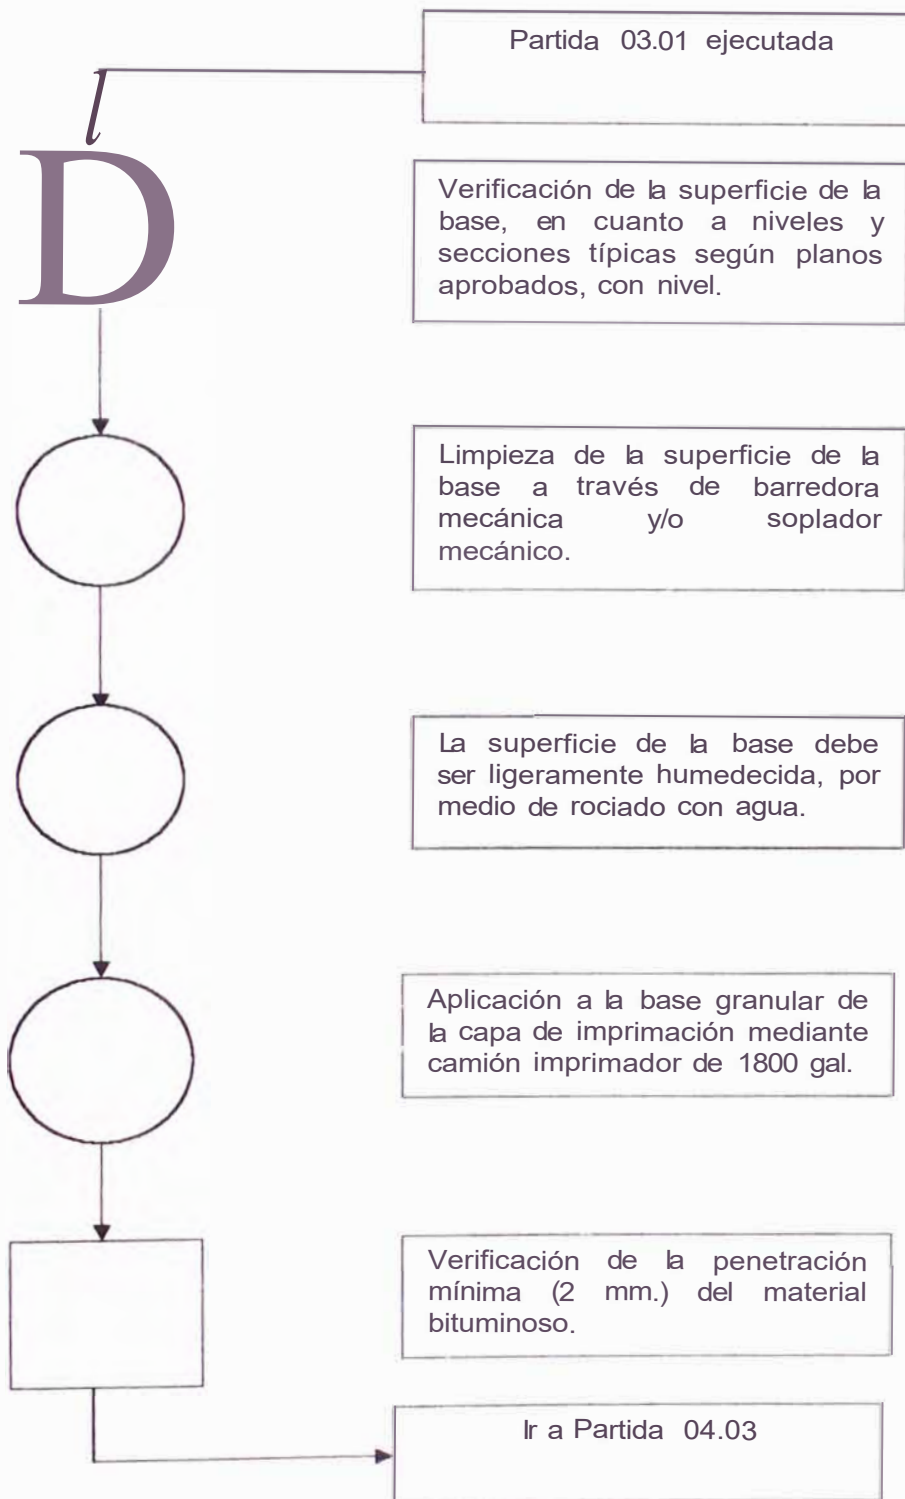 Partida 03.01 ejecutada
l
D
Verificación de la superficie de la
base, en cuanto a niveles y
secciones típicas según planos
aprobados, con nivel.
Limpieza de la superficie de la
base a través de barredora
mecánica y/o soplador
mecánico.
La superficie de la base debe
ser ligeramente humedecida, por
medio de rociado con agua.
Aplicación a la base granular de
la capa de imprimación mediante
camión imprimador de 1800 gal.
Verificación de la penetración
mínima (2 mm.) del material
bituminoso.
Ir a Partida 04.03